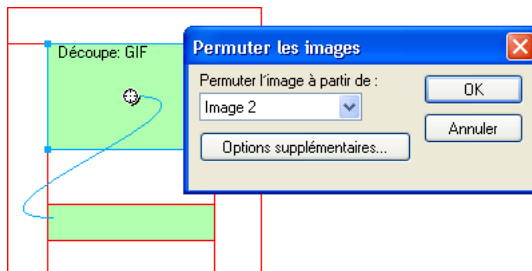 Découpe: GIF
Permuter les images
Permuter l'image à partir de :
Image 2
OK
Annuler
Options supplémentaires...